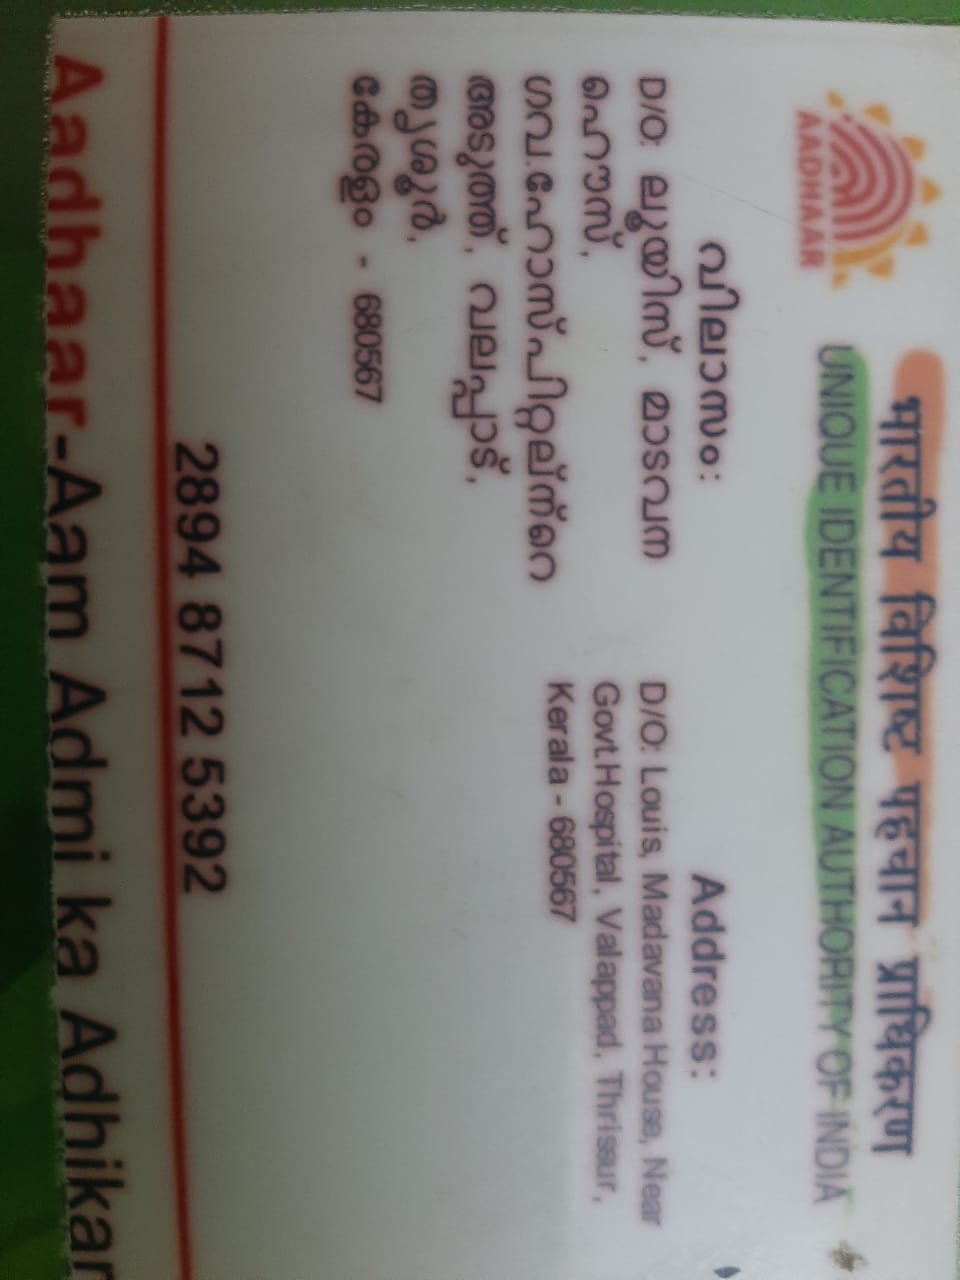 भारतीय विशिष्ट पहचान प्राधिकरण
UNIQUE IDENTIFICATION AUTHORITY OF INDIA
AADHAAR
വിലാസം:
D/O: ലൂയിസ്, മാടവന
ഹൌസ്,
ഗവ.ഹോസ്പിറ്റല്ന്റെ
അടുത്ത്, വലപ്പാട്,
തൃശ്ശൂർ,
കേരളം - 680567
Address:
D/O: Louis, Madavana House, Near
Govt.Hospital, Valappad, Thrissur,
Kerala - 680567
2894 8712 5392
Aadhaar-Aam Admi ka Adhikar